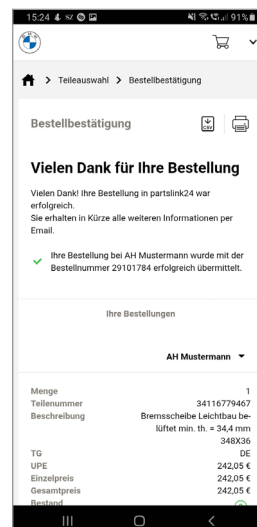 15:24 SZ 91%
Teileauswahl > Bestellbestätigung
Bestellbestätigung CSV
Vielen Dank für Ihre Bestellung
Vielen Dank! Ihre Bestellung in partslink24 war
erfolgreich.
Sie erhalten in Kürze alle weiteren Informationen per
Email.
Ihre Bestellung bei AH Mustermann wurde mit der
Bestellnummer 29101784 erfolgreich übermittelt.
Ihre Bestellungen
AH Mustermann
Menge 1
Teilenummer 34116779467
Beschreibung Bremsscheibe Leichtbau be-
lüftet min. th. = 34,4 mm
348X36
TG DE
UPE 242,05 €
Einzelpreis 242,05 €
Gesamtpreis 242,05 €
Bestand